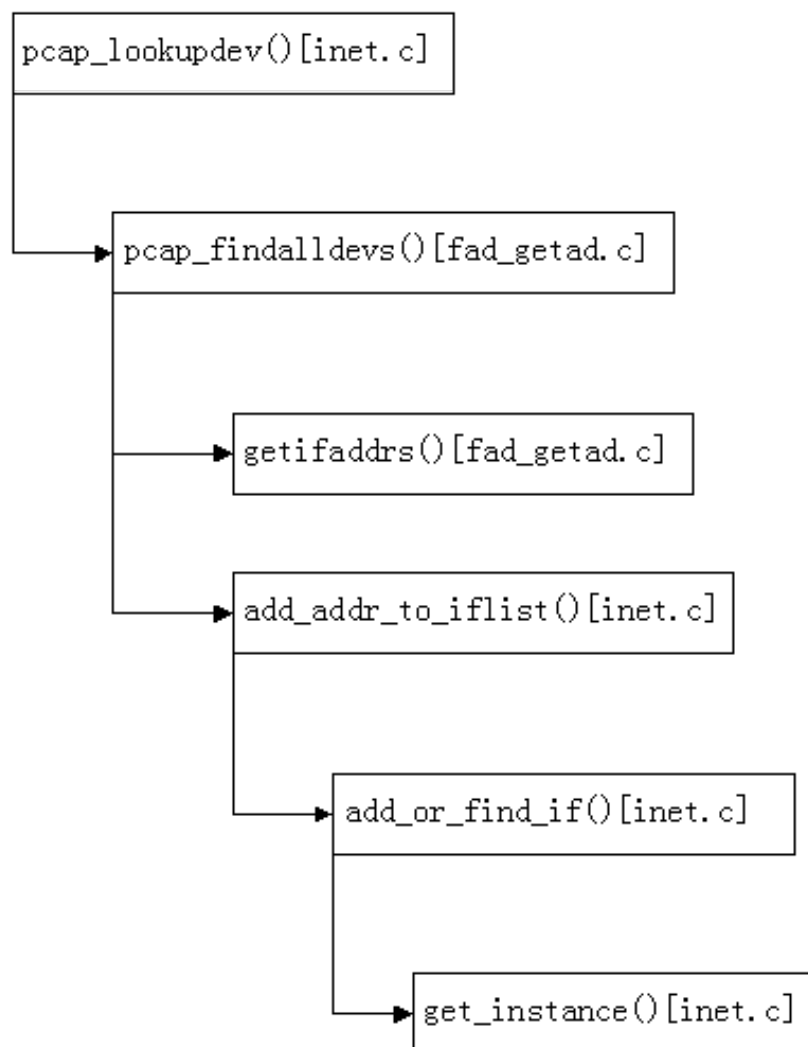 pcap_lookupdev()[inet.c]
pcap_findalldevs()[fad_getad.c]
getifaddrs()[fad_getad.c]
add_addr_to_iflist()[inet.c]
add_or_find_if()[inet.c]
get_instance()[inet.c]